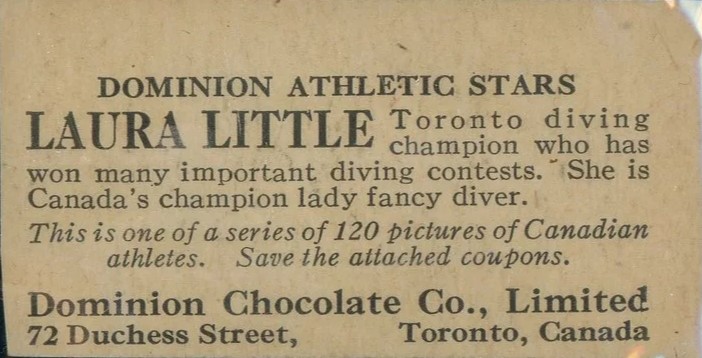 DOMINION ATHLETIC STARS
LAURA LITTLE Toronto diving
champion who has
won many important diving contests. She is
Canada's champion lady fancy diver.
This is one of a series of 120 pictures of Canadian
athletes. Save the attached coupons.
Dominion Chocolate Co., Limited
72 Duchess Street, Toronto, Canada